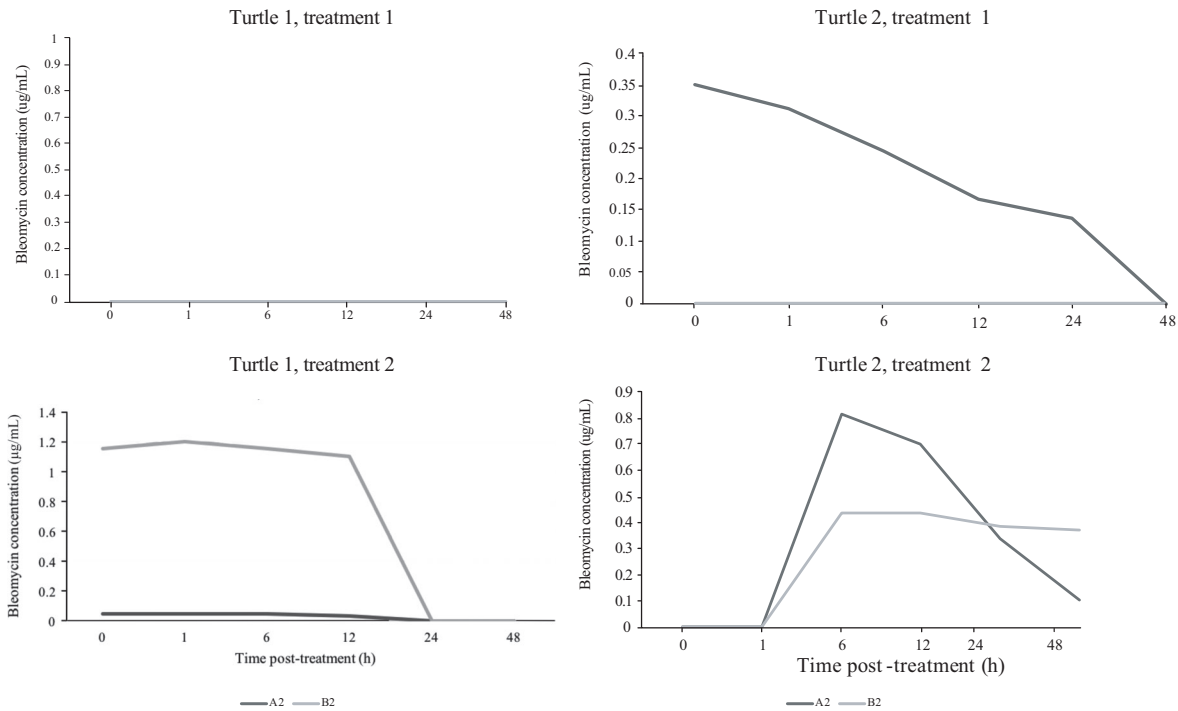 Turtle 1, treatment 1
Bleomycin concentration (ug/mL)
1
0.9
0.8
0.7
0.6
0.5
0.4
0.3
0.2
0.1
0
0 1 6 12 24 48
Turtle 2, treatment 1
Bleomycin concentration (ug/mL)
0.4
0.35
0.3
0.25
0.2
0.15
0.1
0.05
0
0 1 6 12 24 48
Turtle 1, treatment 2
Bleomycin concentration (µg/mL)
1.4
1.2
1
0.8
0.6
0.4
0.2
0
0 1 6 12 24 48
Time post-treatment (h)
A2 B2
Turtle 2, treatment 2
Bleomycin concentration (ug/mL)
0.9
0.8
0.7
0.6
0.5
0.4
0.3
0.2
0.1
0
0 1 6 12 24 48
Time post-treatment (h)
A2 B2